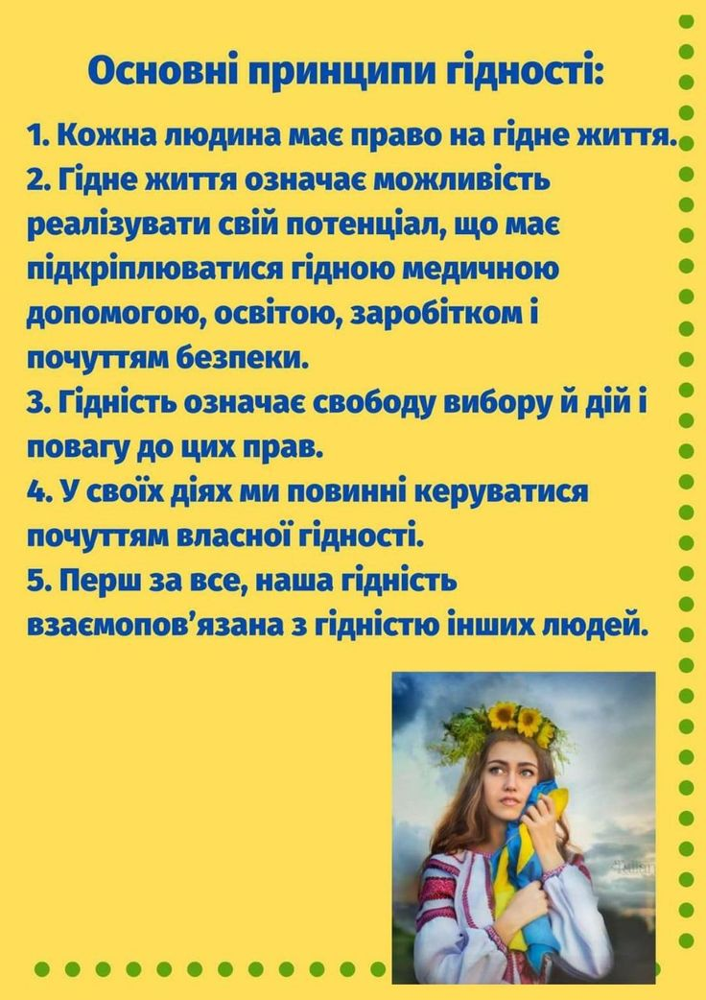 Основні принципи гідності:
1. Кожна людина має право на гідне життя.
2. Гідне життя означає можливість
реалізувати свій потенціал, що має
підкріплюватися гідною медичною
допомогою, освітою, заробітком і
почуттям безпеки.
3. Гідність означає свободу вибору й дій і
повагу до цих прав.
4. У своїх діях ми повинні керуватися
почуттям власної гідності.
5. Перш за все, наша гідність
взаємопов’язана з гідністю інших людей.